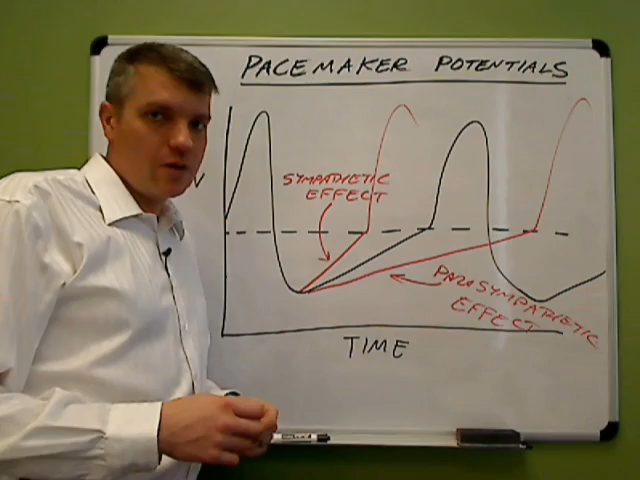 PACEMAKER POTENTIALS
V
SYMPATHETIC
EFFECT
PARASYMPATHETIC
EFFECT
TIME